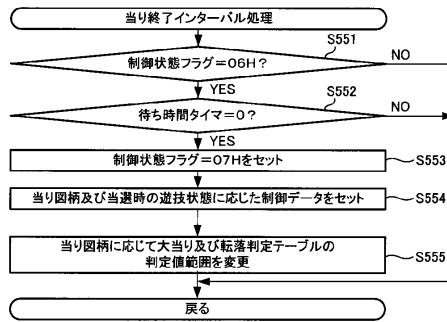 当り終了インターバル処理
S551
制御状態フラグ=06H?
NO
YES
S552
待ち時間タイマ=0?
NO
YES
制御状態フラグ=07Hをセット
S553
当り図柄及び当選時の遊技状態に応じた制御データをセット
S554
当り図柄に応じて大当り及び転落判定テーブルの
判定値範囲を変更
S555
戻る